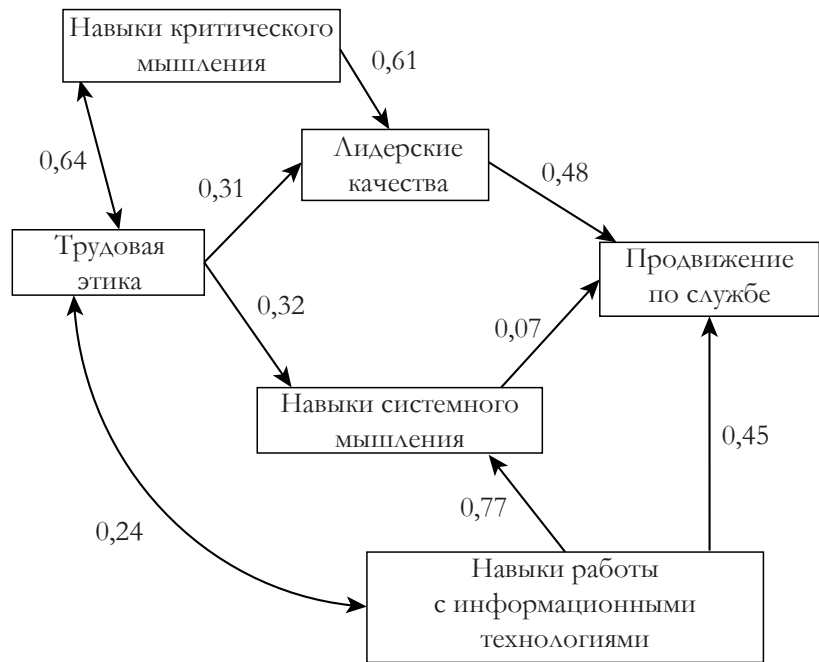 Навыки критического
мышления
0,61
0,64
Лидерские
качества
0,31
0,48
Трудовая
этика
Продвижение
по службе
0,32
0,07
Навыки системного
мышления
0,45
0,77
0,24
Навыки работы
с информационными
технологиями